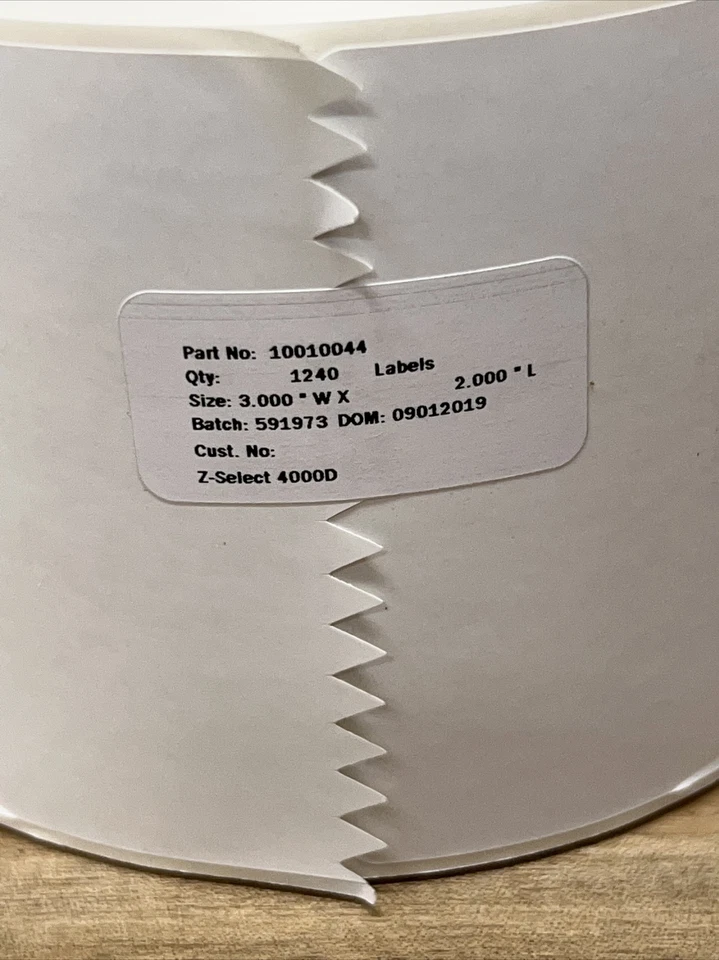 Part No: 10010044
Qty: 1240 Labels
Size: 3.000 " W X 2.000 " L
Batch: 591973 DOM: 09012019
Cust. No:
Z-Select 4000D